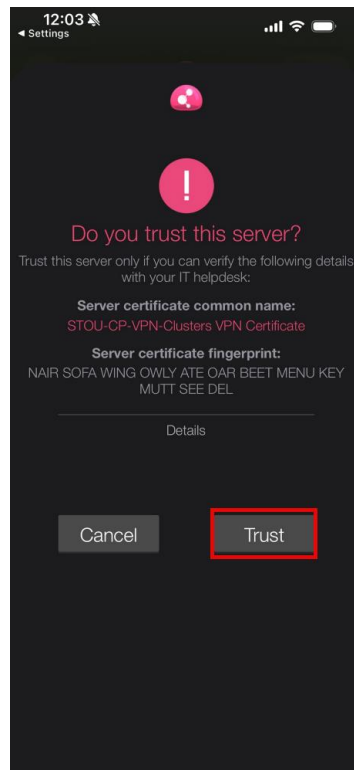 12:03
◀ Settings
Do you trust this server?
Trust this server only if you can verify the following details
with your IT helpdesk:
Server certificate common name:
STOU-CP-VPN-Clusters VPN Certificate
Server certificate fingerprint:
NAIR SOFA WING OWLY ATE OAR BEET MENU KEY
MUTT SEE DEL
Details
Cancel
Trust